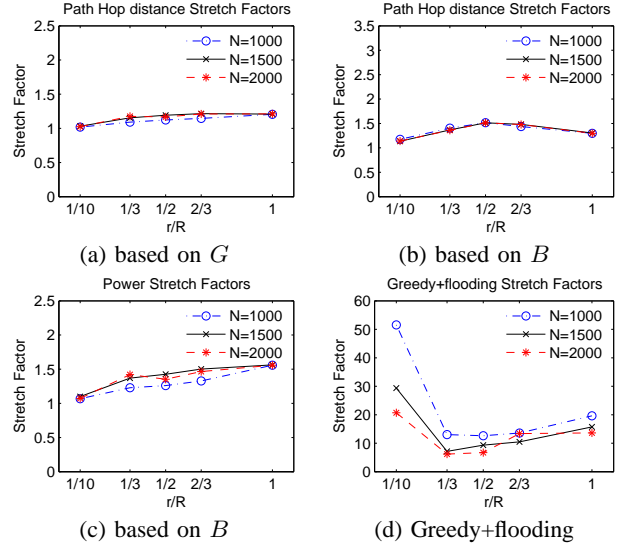 Path Hop distance Stretch Factors
2.5
2
1.5
1
0.5
0
Stretch Factor
N=1000
N=1500
N=2000
1/10 1/3 1/2 2/3 1
r/R
(a) based on G
Path Hop distance Stretch Factors
3.5
3
2.5
2
1.5
1
0.5
0
Stretch Factor
N=1000
N=1500
N=2000
1/10 1/3 1/2 2/3 1
r/R
(b) based on B
Power Stretch Factors
2.5
2
1.5
1
0.5
0
Stretch Factor
N=1000
N=1500
N=2000
1/10 1/3 1/2 2/3 1
r/R
(c) based on B
Greedy+flooding Stretch Factors
60
50
40
30
20
10
0
Stretch Factor
N=1000
N=1500
N=2000
1/10 1/3 1/2 2/3 1
r/R
(d) Greedy+flooding